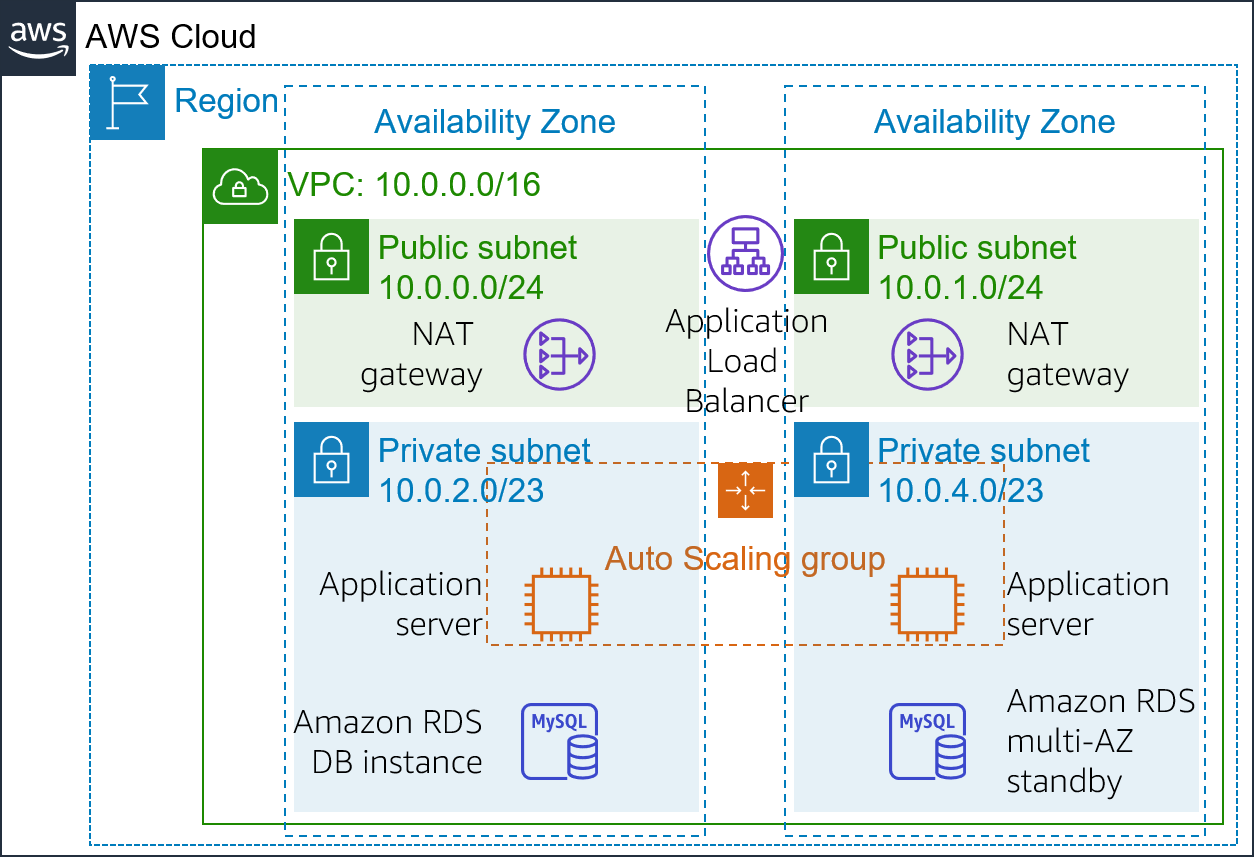 aws
AWS Cloud
Region
Availability Zone
Availability Zone
VPC: 10.0.0.0/16
Public subnet
10.0.0.0/24
NAT
gateway
Application
Load
Balancer
Public subnet
10.0.1.0/24
NAT
gateway
Private subnet
10.0.2.0/23
Private subnet
10.0.4.0/23
Auto Scaling group
Application
server
Application
server
Amazon RDS
DB instance
MySQL
MySQL
Amazon RDS
multi-AZ
standby